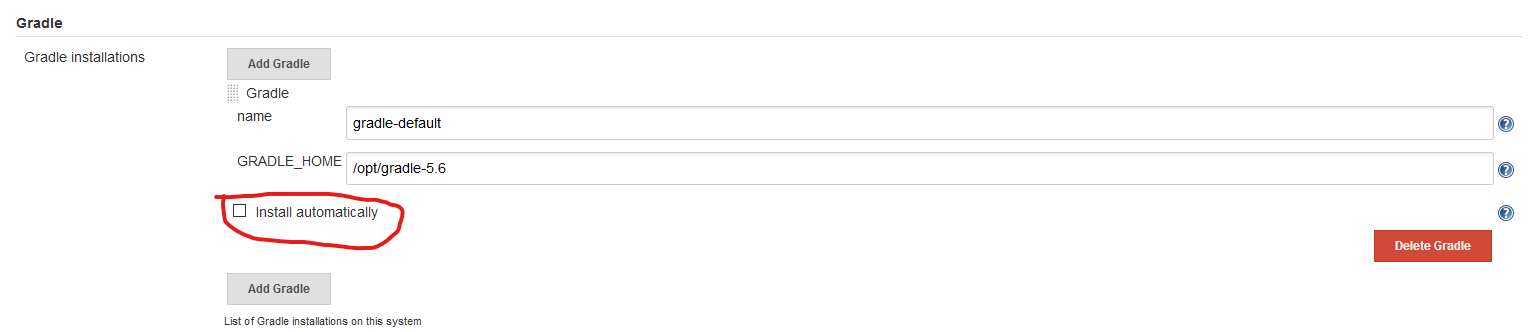 Gradle
Gradle installations
Add Gradle
Gradle
name
gradle-default
GRADLE_HOME
/opt/gradle-5.6
Install automatically
Delete Gradle
Add Gradle
List of Gradle installations on this system